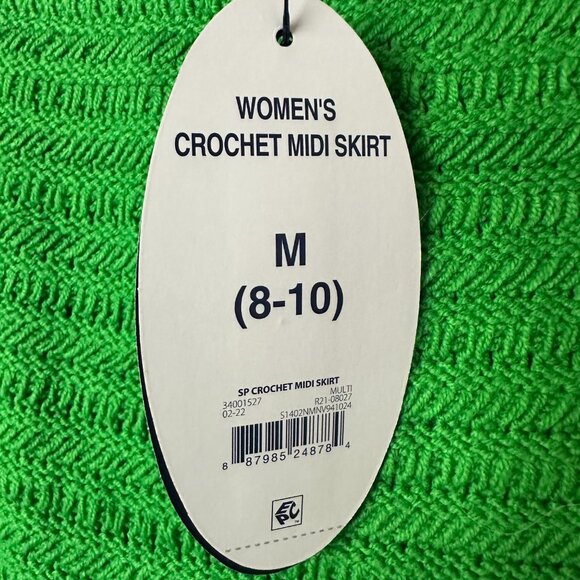 WOMEN'S
CROCHET MIDI SKIRT
M
(8-10)
SP CROCHET MIDI SKIRT
34001527 MULTI
02-22 R21-08027
S1402NMNV941024
8 87985 24878 4
EPC